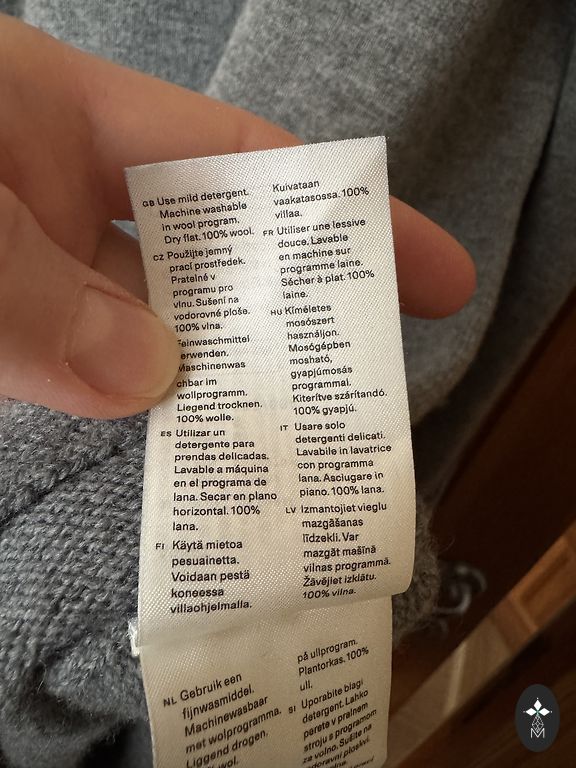 GB Use mild detergent.
Machine washable
in wool program.
Dry flat. 100% wool.
CZ Použijte jemný
prací prostředek.
Pratelné v
programu pro
vlnu. Sušení na
vodorovné ploše.
100% vlna.
Feinwaschmittel
verwenden.
Maschinenwas
chbar im
wollprogramm.
Liegend trocknen.
100% wolle.
ES Utilizar un
detergente para
prendas delicadas.
Lavable a máquina
en el programa de
lana. Secar en plano
horizontal. 100%
lana.
FI Käytä mietoa
pesuainetta.
Voidaan pestä
koneessa
villaohjelmalla.
Kuivataan
vaakatasossa. 100%
villaa.
FR Utiliser une lessive
douce. Lavable
en machine sur
programme laine.
Sécher à plat. 100%
laine.
HU Kíméletes
mosószert
használjon.
Mosógépben
mosható,
gyapjúmosás
programmal.
Kiterítve szárítandó.
100% gyapjú.
IT Usare solo
detergenti delicati.
Lavabile in lavatrice
con programma
lana. Asciugare in
piano. 100% lana.
LV Izmantojiet vieglu
mazgāšanas
līdzekli. Var
mazgāt mašīnā
vilnas programmā.
Žāvējiet izklātu.
100% vilna.
NL Gebruik een
fijnwasmiddel.
Machinewasbaar
met wolprogramma.
Liggend drogen.
wol.
på ullprogram.
Plantorkas. 100%
ull.
SI Uporabite blagi
detergent. Lahko
perete v pralnem
stroju s programom
za volno. Sušite na
vodoravni ploskvi.
M